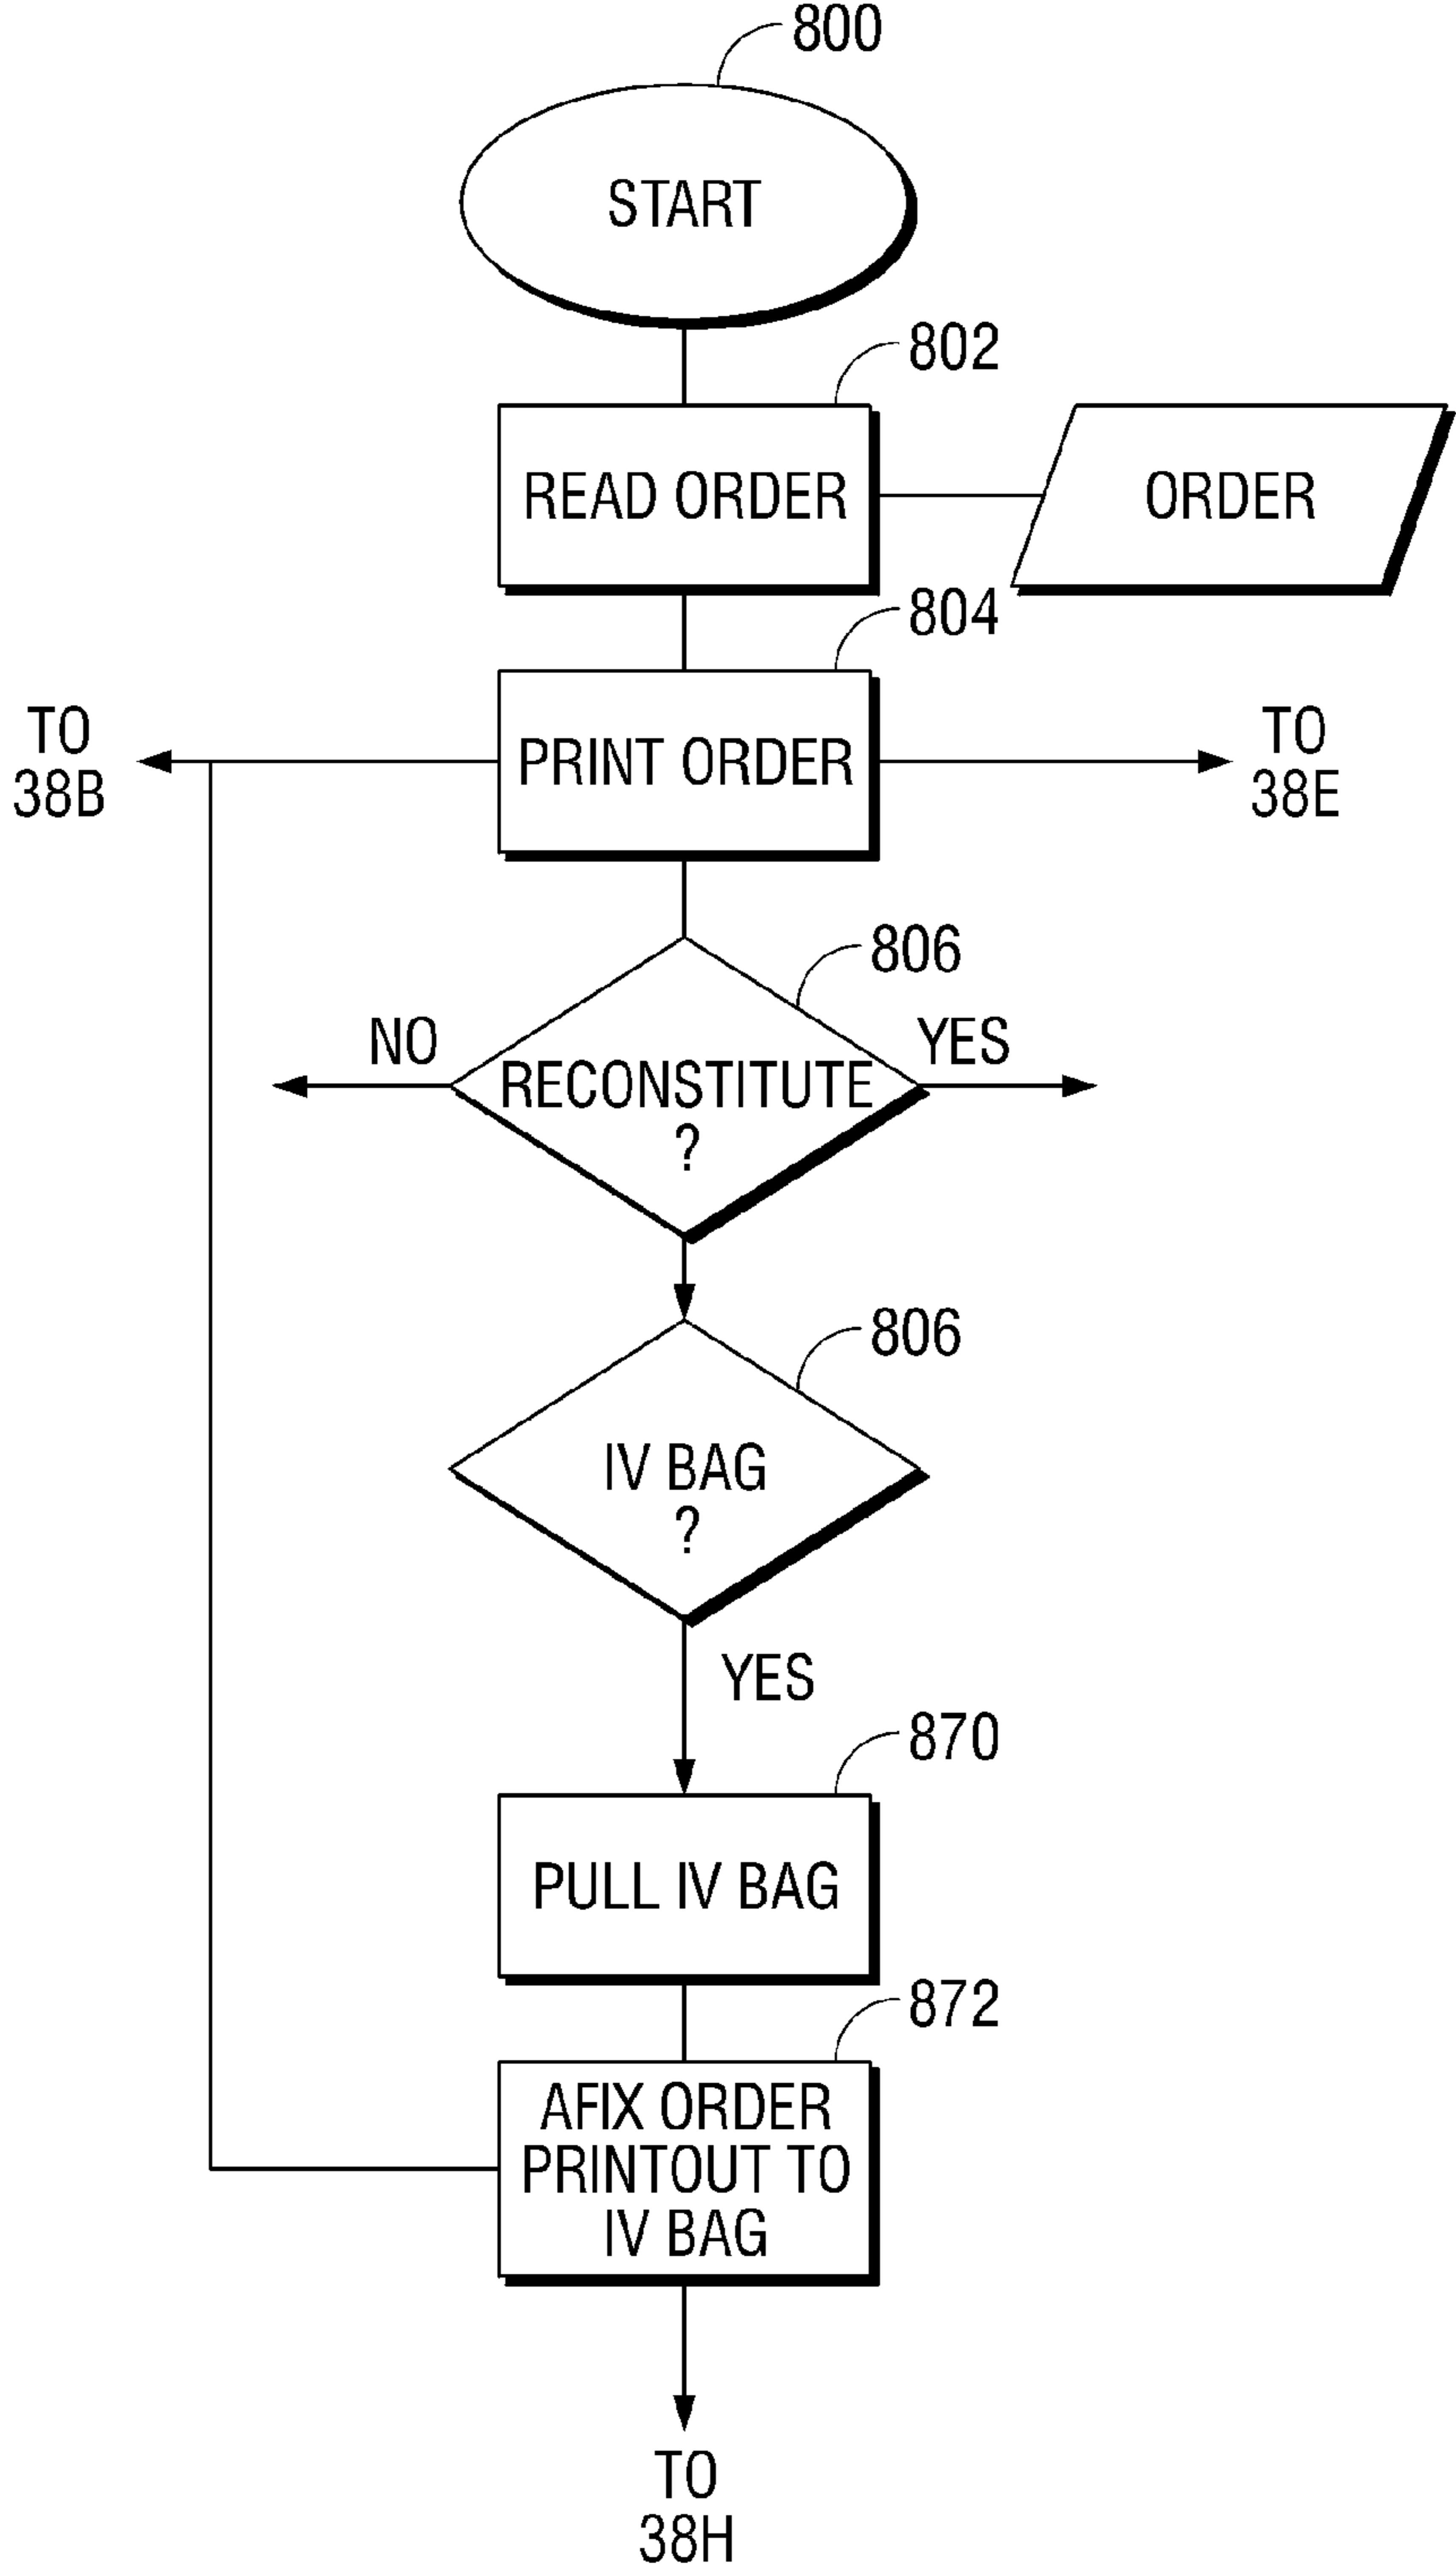 800
START
802
READ ORDER
ORDER
804
TO
38B
PRINT ORDER
TO
38E
806
NO
YES
RECONSTITUTE
?
806
IV BAG
?
YES
870
PULL IV BAG
872
AFIX ORDER
PRINTOUT TO
IV BAG
TO
38H